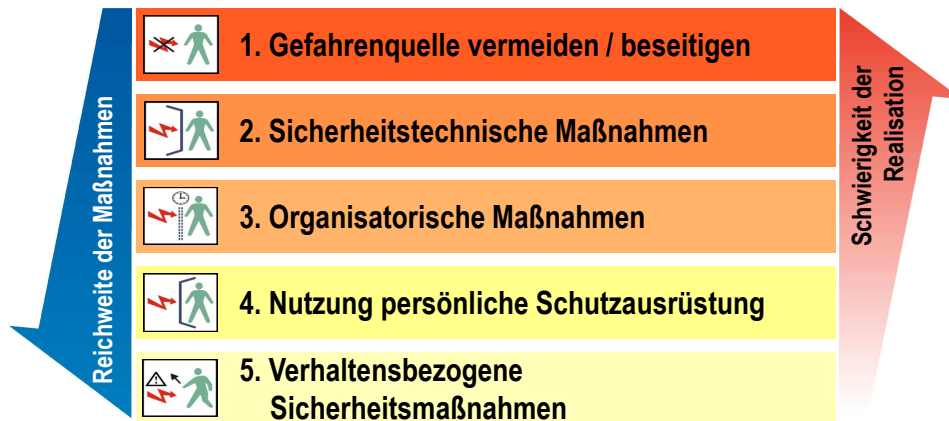 Reichweite der Maßnahmen
1. Gefahrenquelle vermeiden / beseitigen
2. Sicherheitstechnische Maßnahmen
3. Organisatorische Maßnahmen
4. Nutzung persönliche Schutzausrüstung
5. Verhaltensbezogene
Sicherheitsmaßnahmen
Schwierigkeit der
Realisation